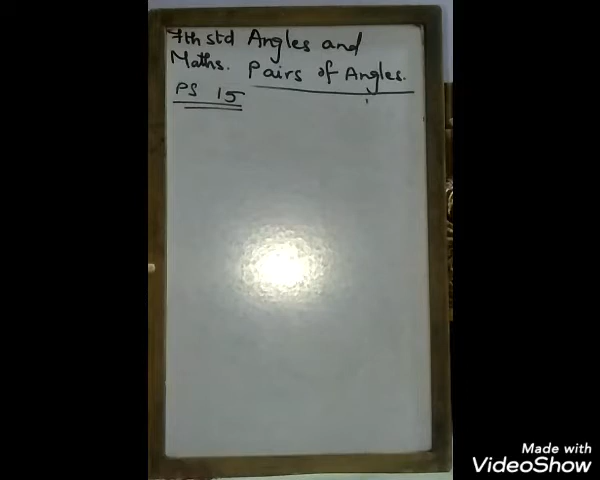 7th std Angles and
Maths. Pairs of Angles.
PS 15
Made with
VideoShow